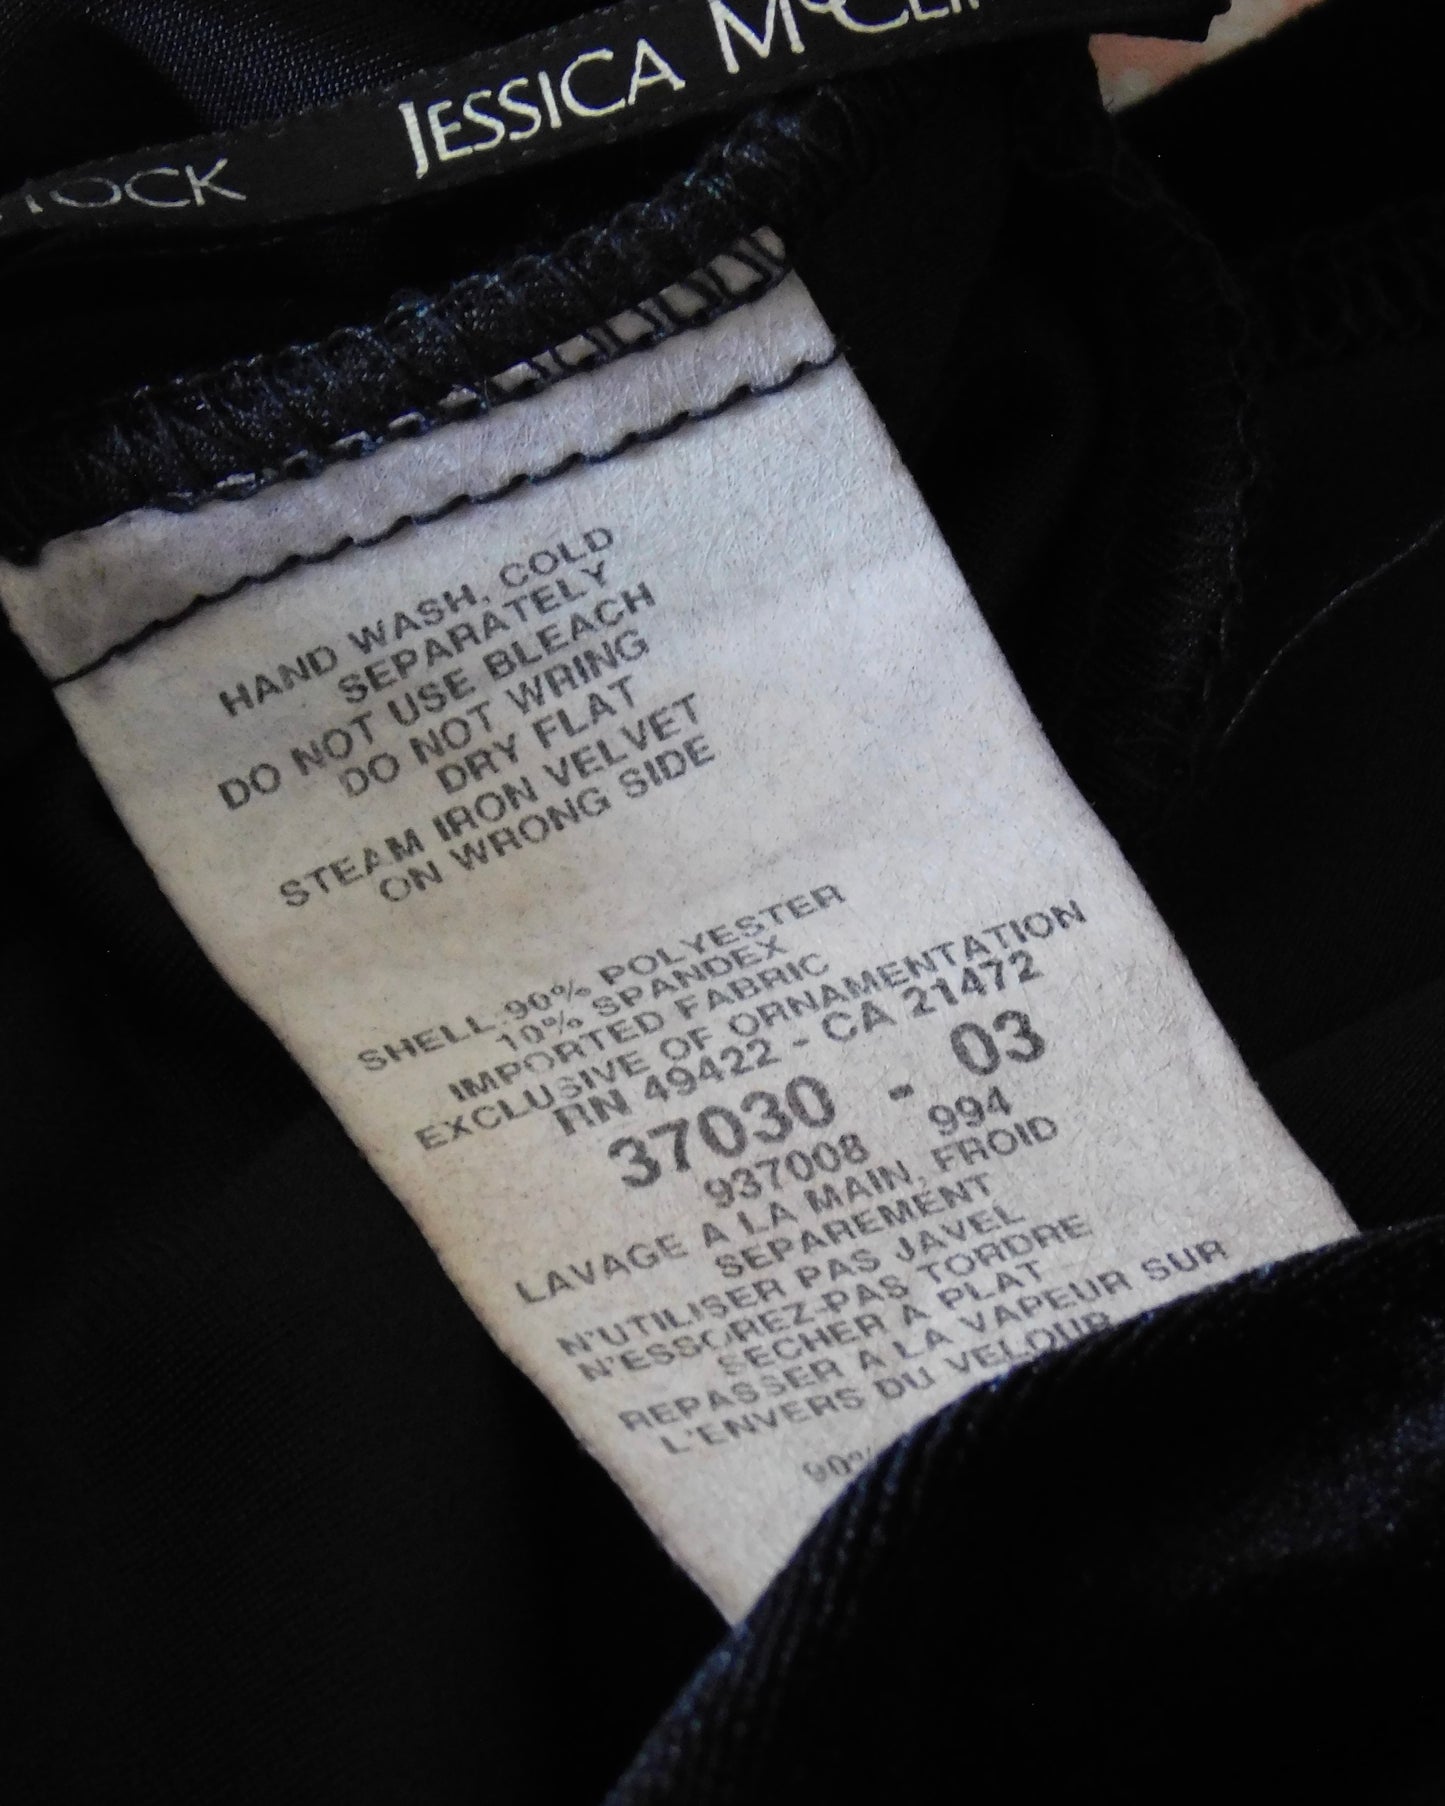 JESSICA
HAND WASH, COLD
SEPARATELY
DO NOT USE BLEACH
DO NOT WRING
DRY FLAT
STEAM IRON VELVET
ON WRONG SIDE
SHELL:90% POLYESTER
10% SPANDEX
IMPORTED FABRIC
EXCLUSIVE OF ORNAMENTATION
RN 49422 - CA 21472
37030 - 03
937008 994
LAVAGE A LA MAIN, FROID
SEPAREMENT
N'UTILISER PAS JAVEL
N'ESSOREZ-PAS TORDRE
SECHER A PLAT
REPASSER A LA VAPEUR SUR
L'ENVERS DU VELOUR
90%